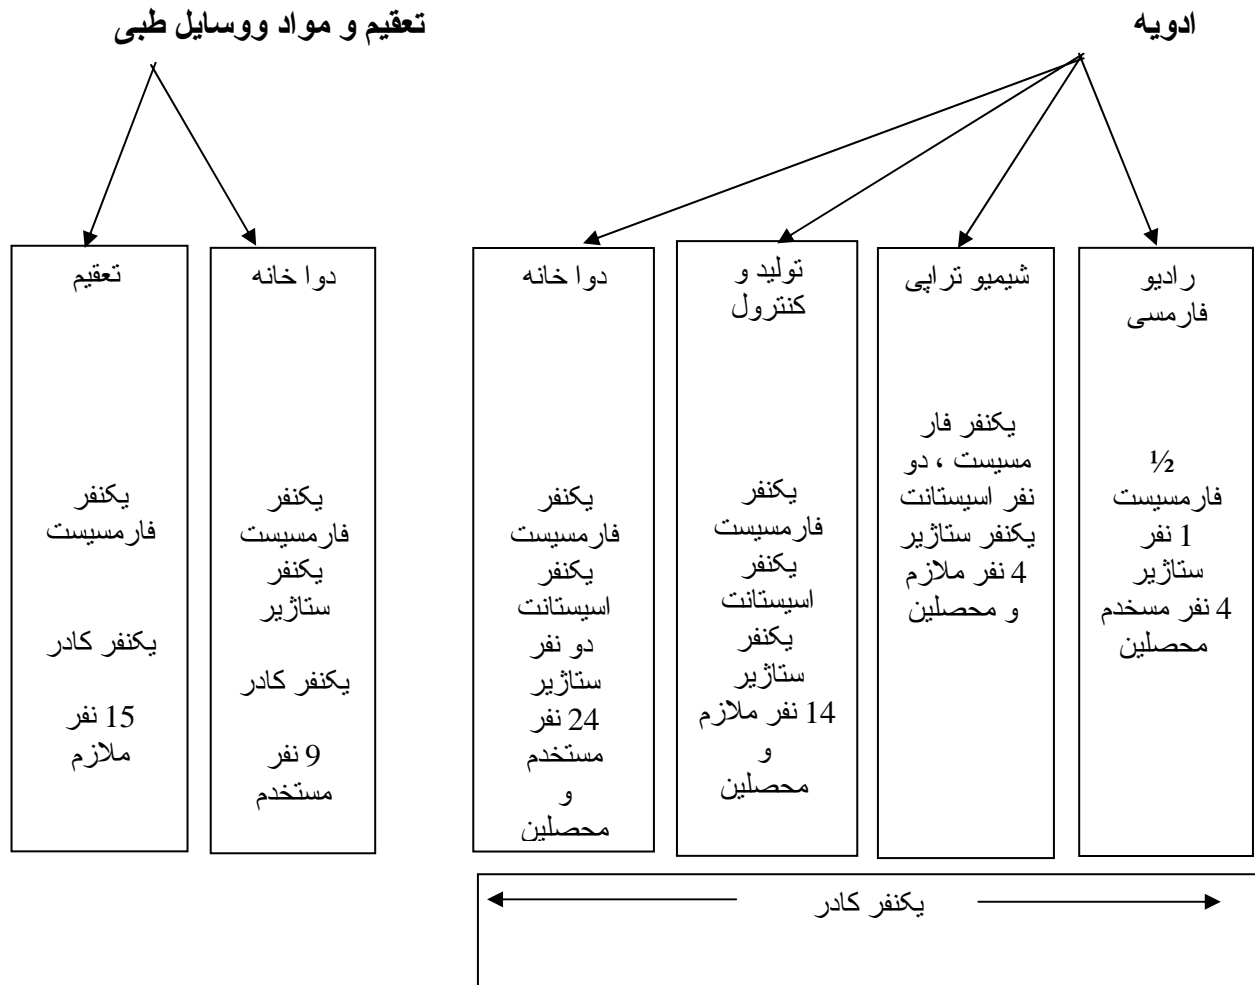 ادویه
تعقیم و مواد ووسایل طبی
رادیو
فارمسی
½
فارمسیست
1 نفر
ستاژیر
4 نفر مسخدم
محصلین
شیمیو تراپی
یکنفر فار
مسیست ، دو
نفر اسیستانت
یکنفر ستاژیر
4 نفر ملازم
و محصلین
تولید و
کنترول
یکنفر
فارمسیست
یکنفر
اسیستانت
یکنفر
ستاژیر
14 نفر ملازم
و
محصلین
دوا خانه
یکنفر
فارمسیست
یکنفر
اسیستانت
دو نفر
ستاژیر
24 نفر
مستخدم
و
محصلین
دوا خانه
یکنفر
فارمسیست
یکنفر
ستاژیر
یکنفر کادر
9 نفر
مستخدم
تعقیم
یکنفر
فارمسیست
یکنفر کادر
15 نفر
ملازم
یکنفر کادر